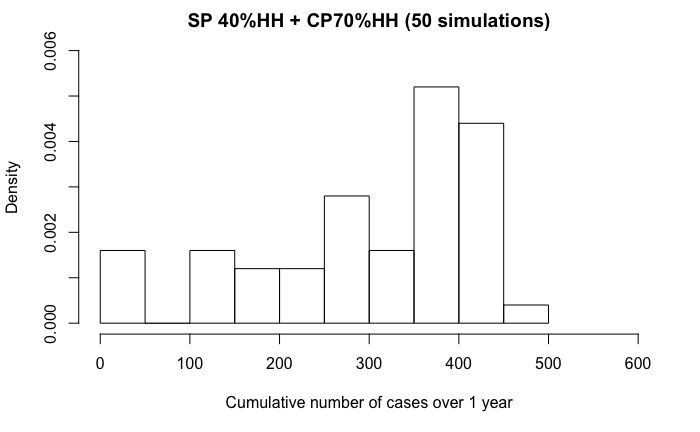 SP 40%HH + CP70%HH (50 simulations)
0.006
0.004
0.002
0.000
Density
0 100 200 300 400 500 600
Cumulative number of cases over 1 year